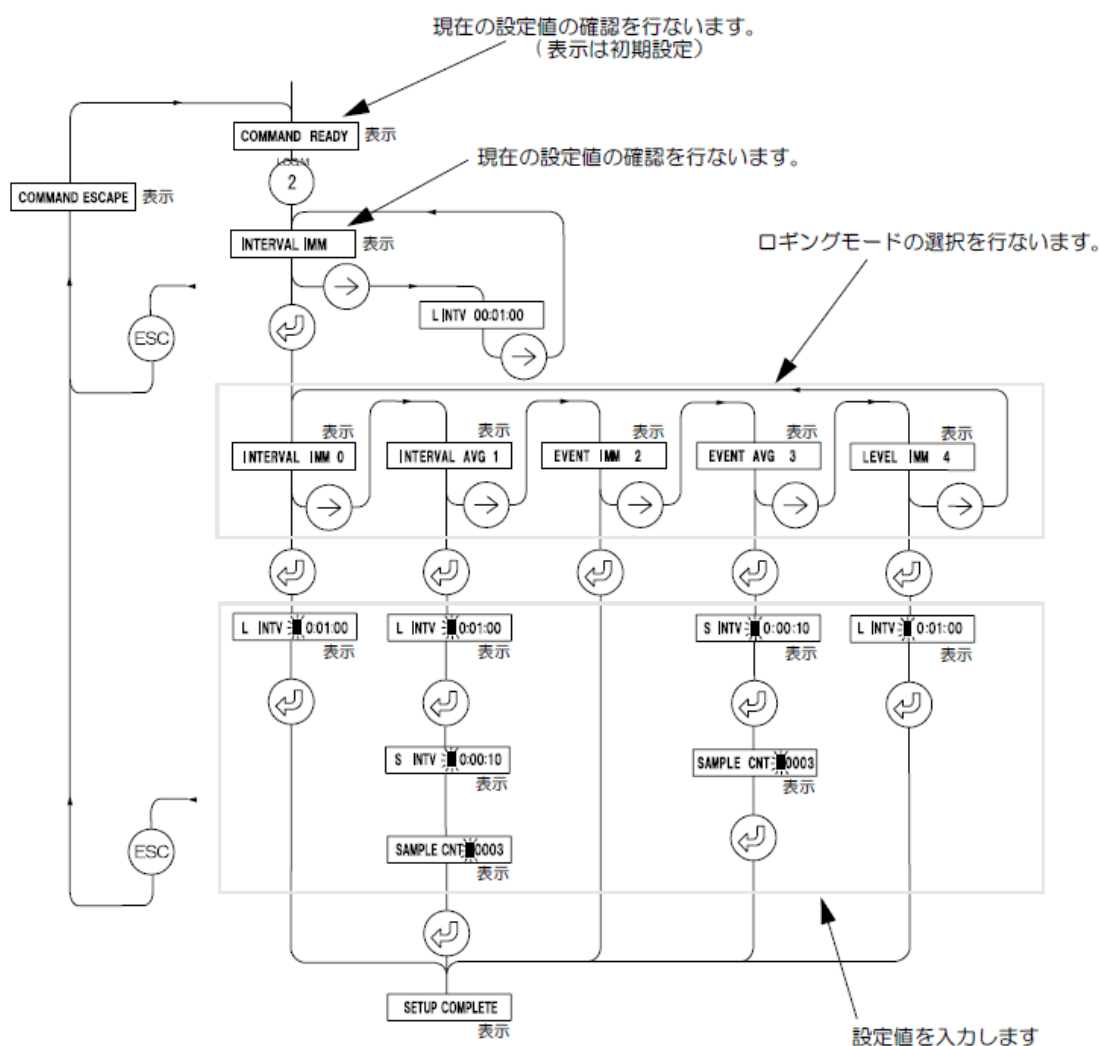 現在の設定値の確認を行ないます。
(表示は初期設定)
COMMAND READY 表示
LOG.M
2
現在の設定値の確認を行ないます。
COMMAND ESCAPE 表示
INTERVAL IMM 表示
ロギングモードの選択を行ないます。
L INTV 00:01:00
ESC
表示 表示 表示 表示 表示
INTERVAL IMM 0 INTERVAL AVG 1 EVENT IMM 2 EVENT AVG 3 LEVEL IMM 4
L INTV 0:01:00 L INTV 0:01:00 S INTV 0:00:10 L INTV 0:01:00
表示 表示 表示 表示
S INTV 0:00:10 SAMPLE CNT 0003
表示 表示
ESC
SAMPLE CNT 0003
表示
SETUP COMPLETE
表示
設定値を入力します